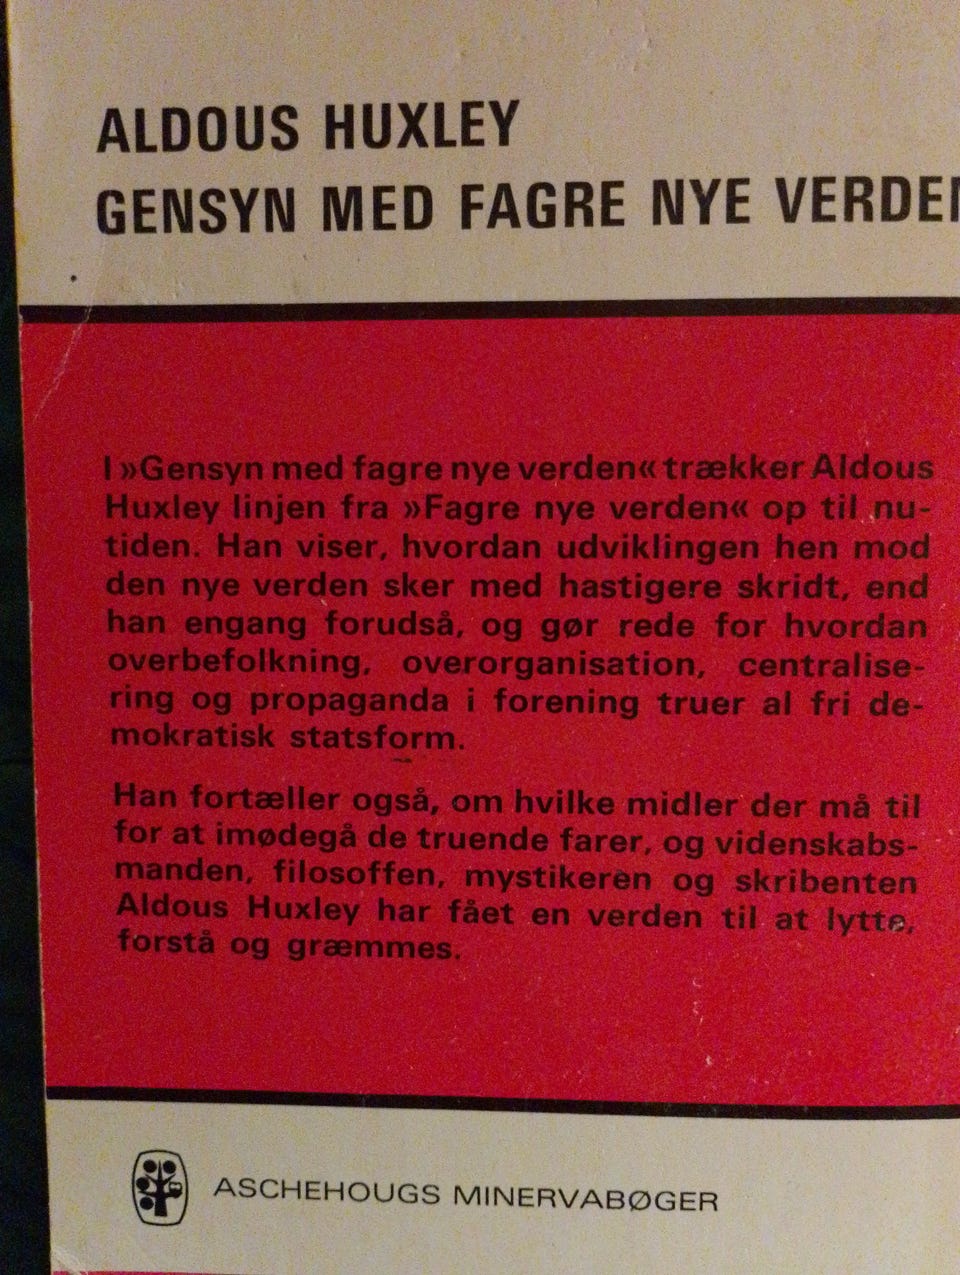 ALDOUS HUXLEY
GENSYN MED FAGRE NYE VERDEN
I »Gensyn med fagre nye verden« trækker Aldous
Huxley linjen fra »Fagre nye verden« op til nu-
tiden. Han viser, hvordan udviklingen hen mod
den nye verden sker med hastigere skridt, end
han engang forudså, og gør rede for hvordan
overbefolkning, overorganisation, centralise-
ring og propaganda i forening truer al fri de-
mokratisk statsform.
Han fortæller også, om hvilke midler der må til
for at imødegå de truende farer, og videnskabs-
manden, filosoffen, mystikeren og skribenten
Aldous Huxley har fået en verden til at lytte,
forstå og græmmes.
ASCHEHOUGS MINERVABØGER